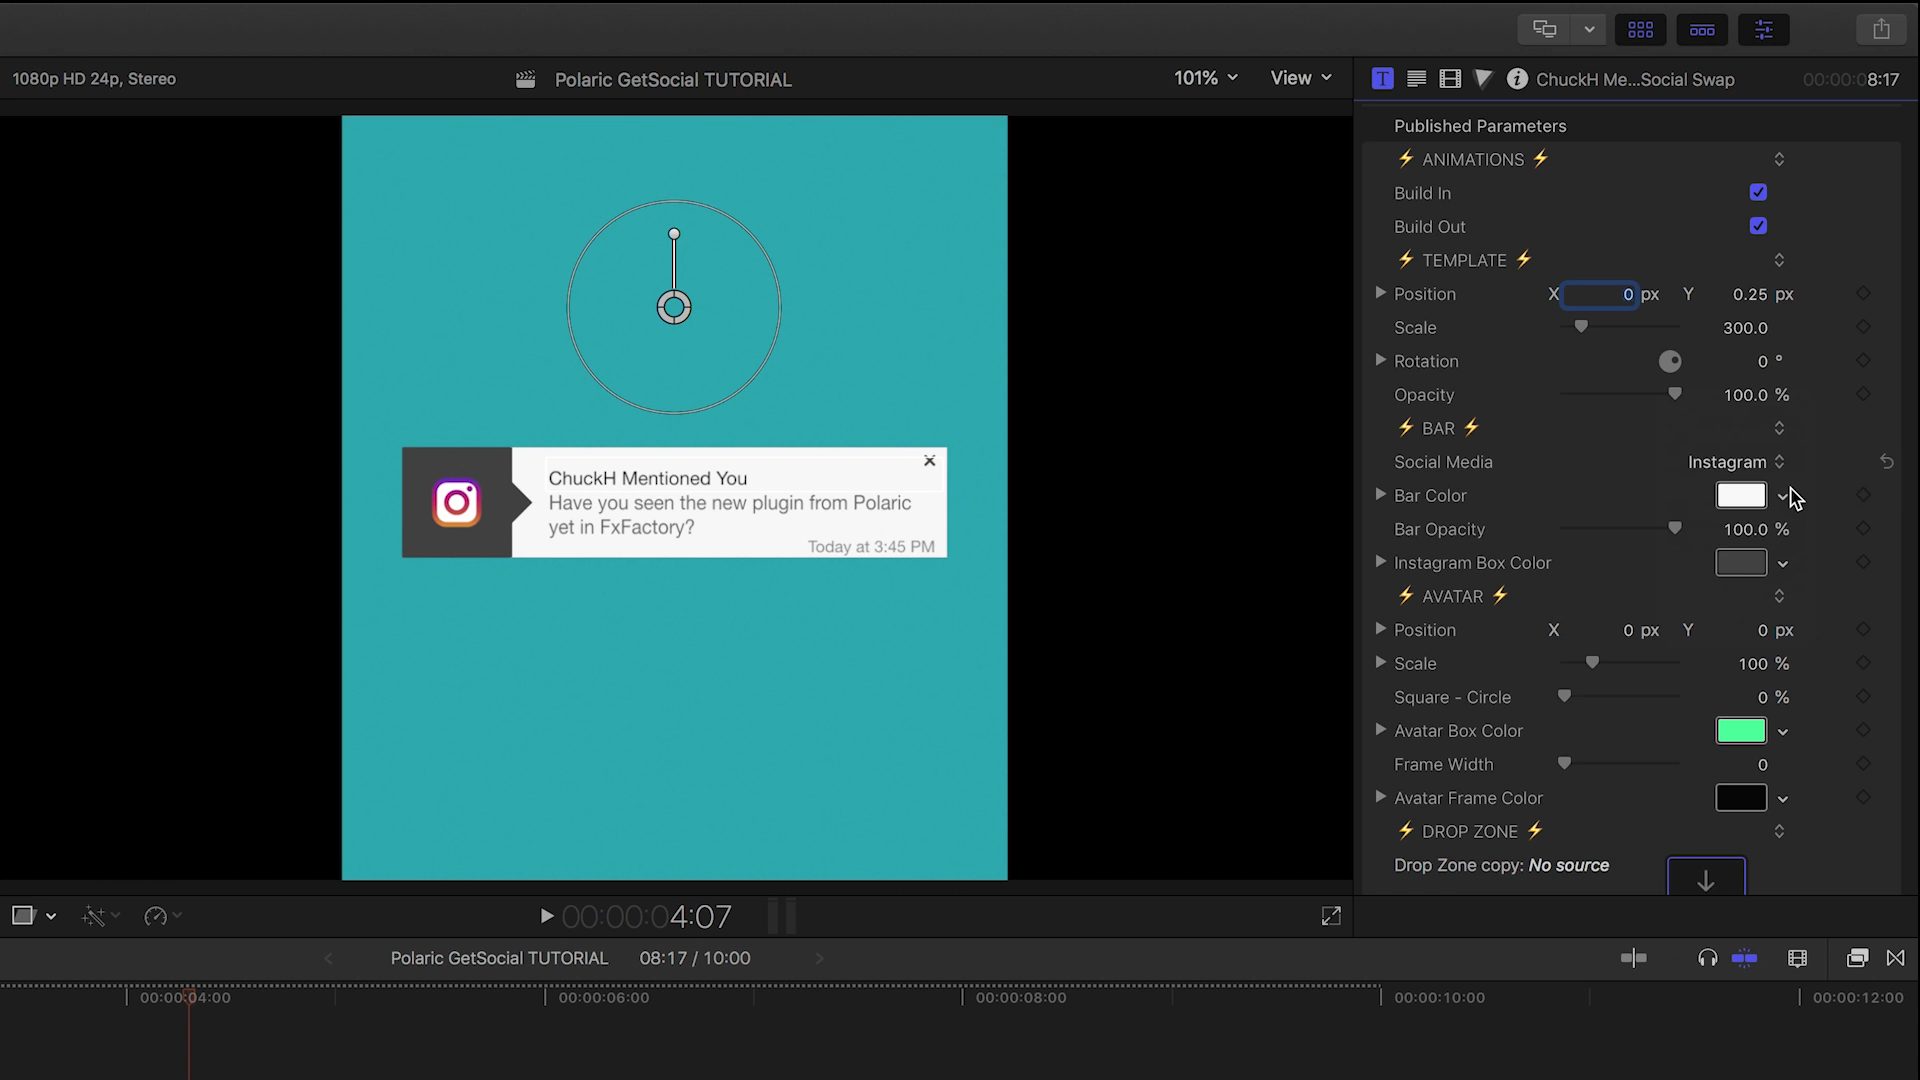 1080p HD 24p, Stereo
Polaric GetSocial TUTORIAL
101%
View
T
ChuckH Me...Social Swap
00:00:08:17
Published Parameters
⚡ ANIMATIONS ⚡
Build In
Build Out
⚡ TEMPLATE ⚡
Position X 0 px Y 0.25 px
Scale 300.0
Rotation 0 °
Opacity 100.0 %
⚡ BAR ⚡
Social Media Instagram
Bar Color
Bar Opacity 100.0 %
Instagram Box Color
⚡ AVATAR ⚡
Position X 0 px Y 0 px
Scale 100 %
Square - Circle 0 %
Avatar Box Color
Frame Width 0
Avatar Frame Color
⚡ DROP ZONE ⚡
Drop Zone copy: No source
ChuckH Mentioned You
Have you seen the new plugin from Polaric
yet in FxFactory?
Today at 3:45 PM
00:00:04:07
Polaric GetSocial TUTORIAL 08:17 / 10:00
00:00:04:00 00:00:06:00 00:00:08:00 00:00:10:00 00:00:12:00